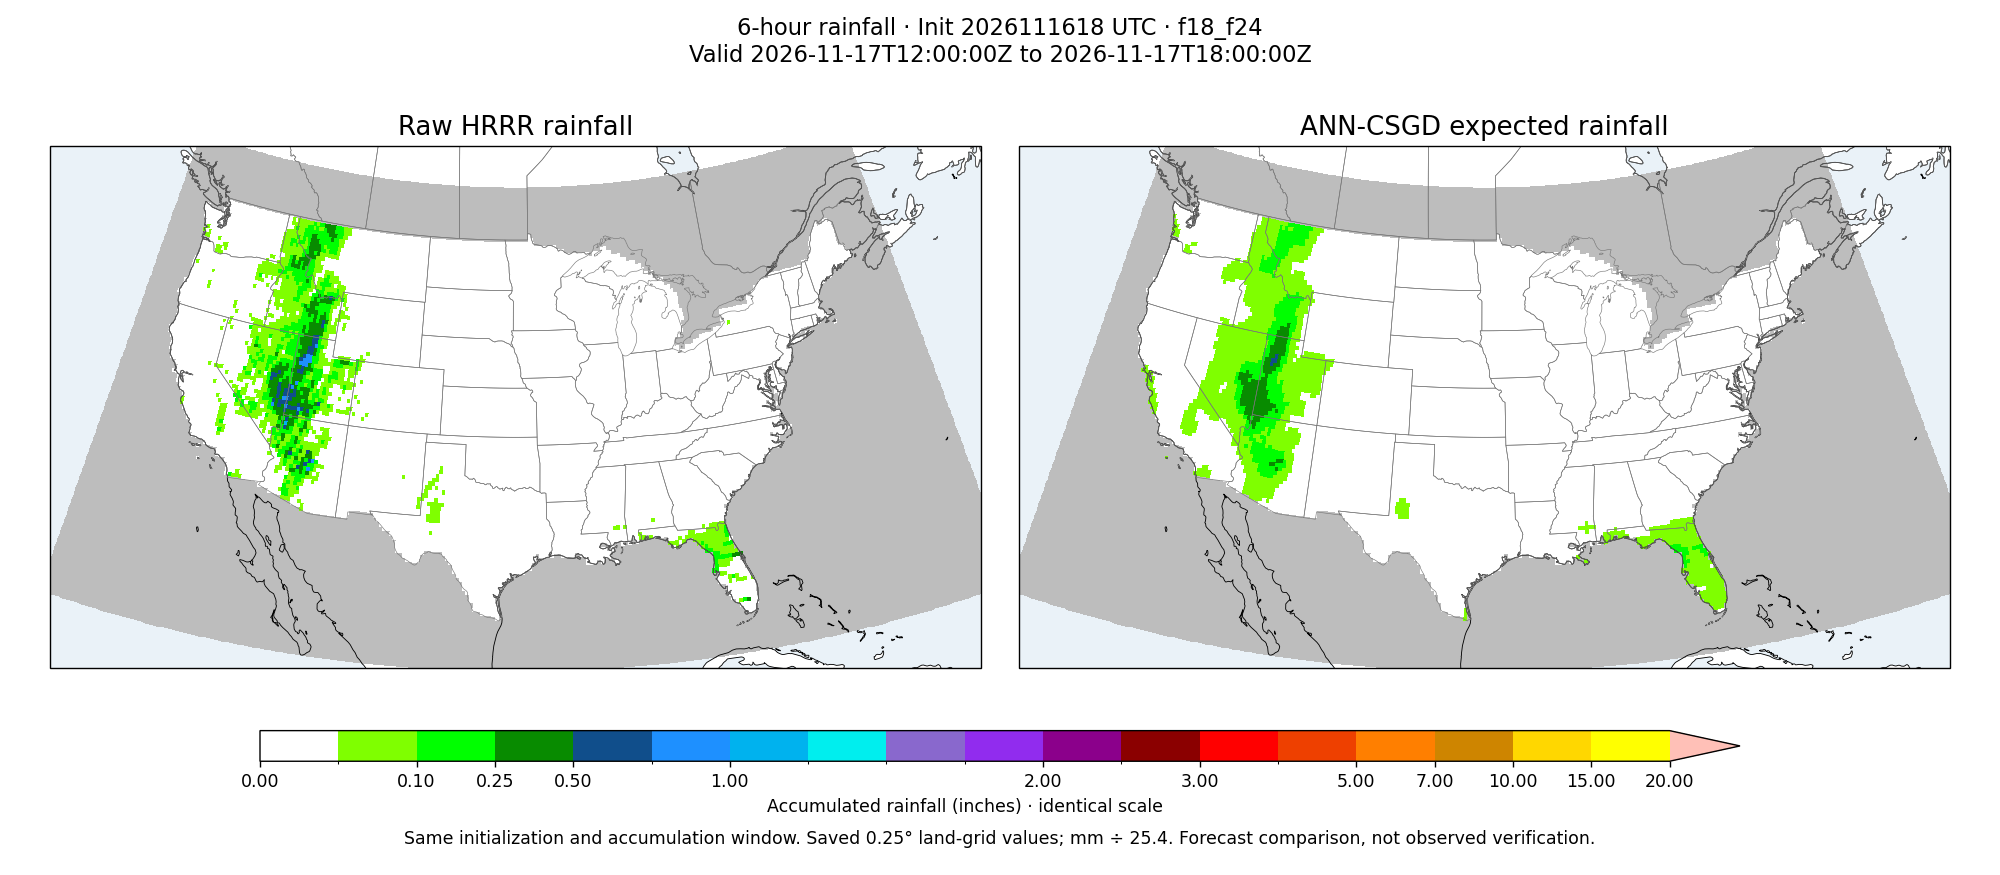 6-hour rainfall · Init 2026111618 UTC · f18_f24
Valid 2026-11-17T12:00:00Z to 2026-11-17T18:00:00Z
Raw HRRR rainfall
ANN-CSGD expected rainfall
0.00 0.10 0.25 0.50 1.00 2.00 3.00 5.00 7.00 10.00 15.00 20.00
Accumulated rainfall (inches) · identical scale
Same initialization and accumulation window. Saved 0.25° land-grid values; mm ÷ 25.4. Forecast comparison, not observed verification.